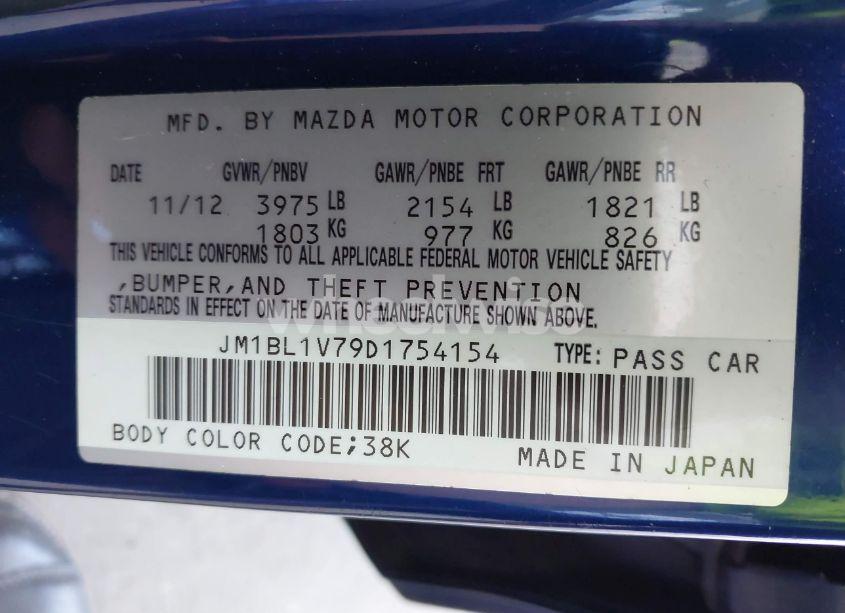 MFD. BY MAZDA MOTOR CORPORATION
DATE GVWR/PNBV GAWR/PNBE FRT GAWR/PNBE RR
11/12 3975 LB 2154 LB 1821 LB
1803 KG 977 KG 826 KG
THIS VEHICLE CONFORMS TO ALL APPLICABLE FEDERAL MOTOR VEHICLE SAFETY
,BUMPER,AND THEFT PREVENTION
STANDARDS IN EFFECT ON THE DATE OF MANUFACTURE SHOWN ABOVE.
wheelwise
JM1BL1V79D1754154 TYPE: PASS CAR
BODY COLOR CODE;38K
MADE IN JAPAN